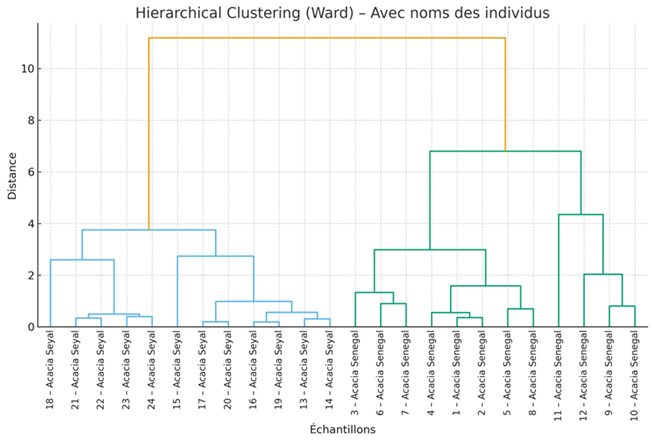 Hierarchical Clustering (Ward) – Avec noms des individus
Distance
10
8
6
4
2
0
18 – Acacia Seyal
21 – Acacia Seyal
22 – Acacia Seyal
23 – Acacia Seyal
24 – Acacia Seyal
15 – Acacia Seyal
17 – Acacia Seyal
20 – Acacia Seyal
16 – Acacia Seyal
19 – Acacia Seyal
13 – Acacia Seyal
14 – Acacia Seyal
3 – Acacia Senegal
6 – Acacia Senegal
7 – Acacia Senegal
4 – Acacia Senegal
1 – Acacia Senegal
2 – Acacia Senegal
5 – Acacia Senegal
8 – Acacia Senegal
11 – Acacia Senegal
12 – Acacia Senegal
9 – Acacia Senegal
10 – Acacia Senegal
Échantillons